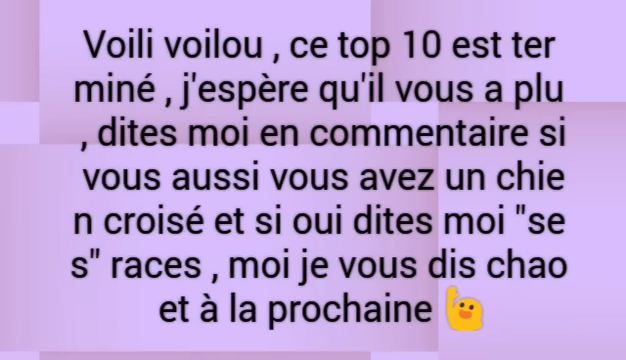 Voili voilou , ce top 10 est ter
miné , j'espère qu'il vous a plu
, dites moi en commentaire si
vous aussi vous avez un chie
n croisé et si oui dites moi "se
s" races , moi je vous dis chao
et à la prochaine 🙋